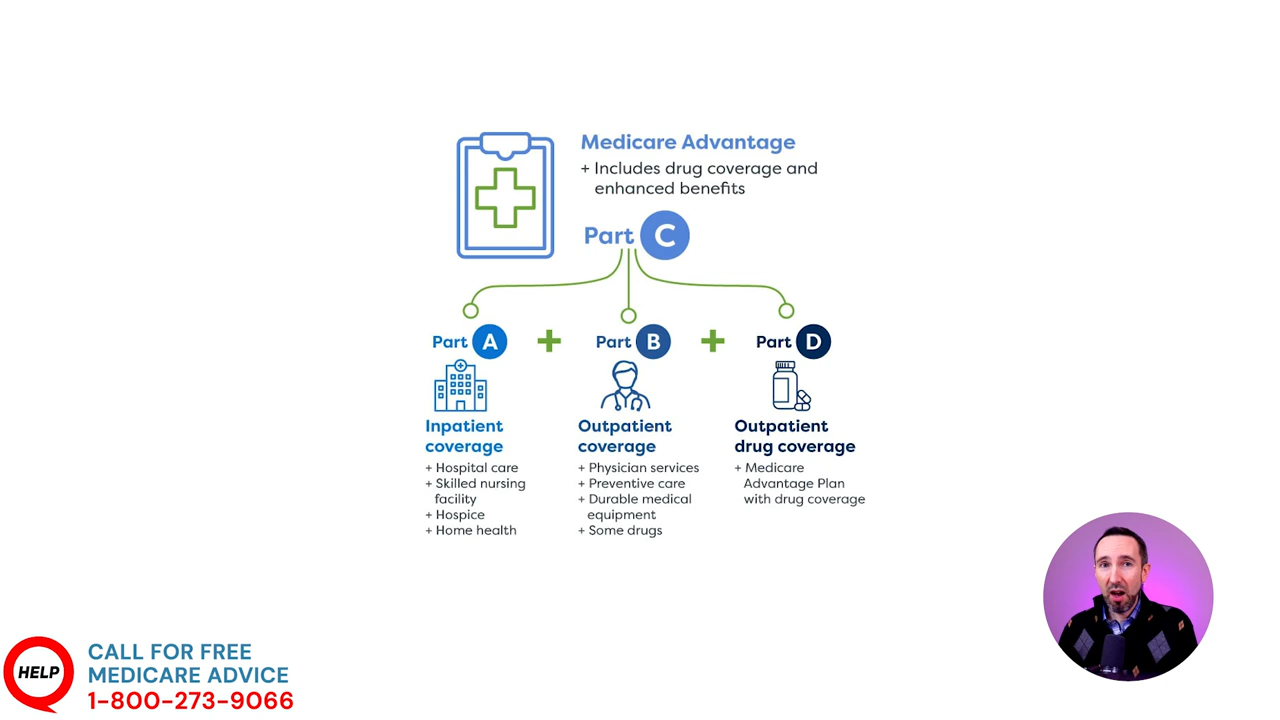 Medicare Advantage
+ Includes drug coverage and
enhanced benefits
Part C
Part A + Part B + Part D
Inpatient
coverage
+ Hospital care
+ Skilled nursing
facility
+ Hospice
+ Home health
Outpatient
coverage
+ Physician services
+ Preventive care
+ Durable medical
equipment
+ Some drugs
Outpatient
drug coverage
+ Medicare
Advantage Plan
with drug coverage
HELP
CALL FOR FREE
MEDICARE ADVICE
1-800-273-9066